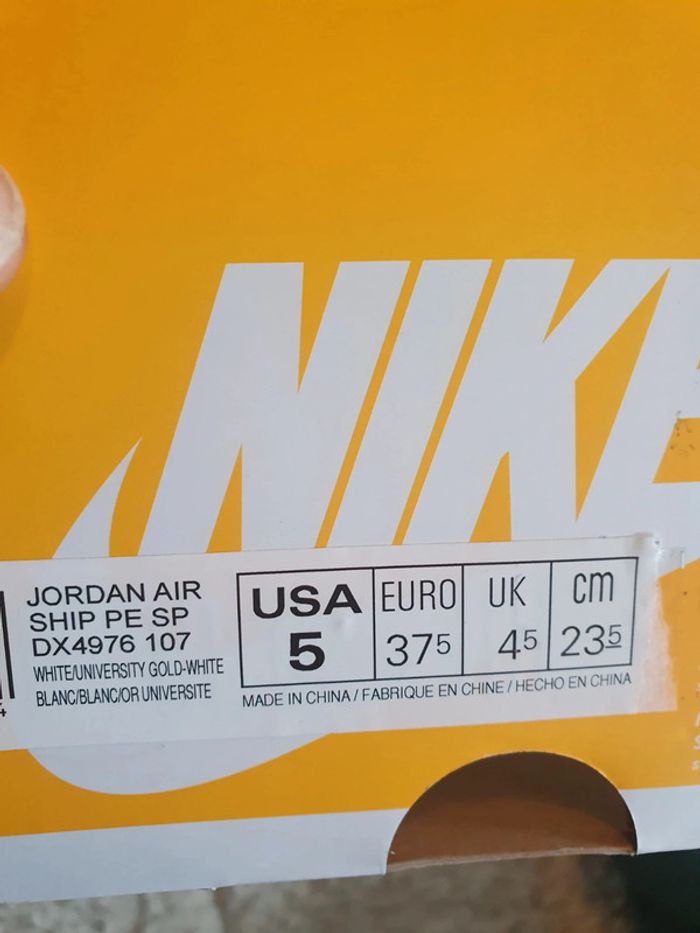 NIKE
JORDAN AIR
SHIP PE SP
DX4976 107
WHITE/UNIVERSITY GOLD-WHITE
BLANC/BLANC/OR UNIVERSITE
USA EURO UK cm
5 375 45 235
MADE IN CHINA / FABRIQUE EN CHINE / HECHO EN CHINA